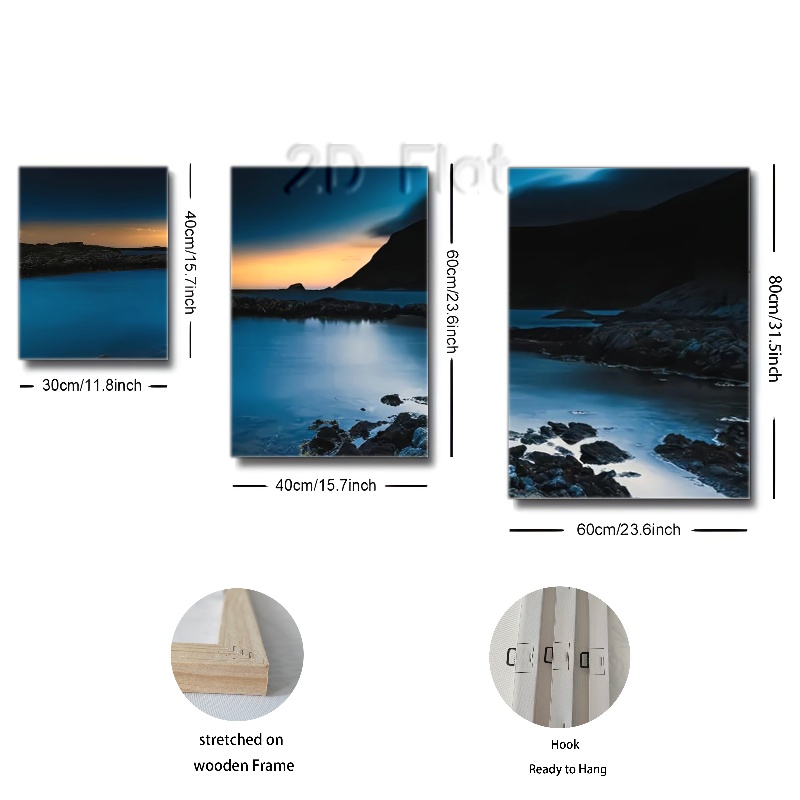 2D Flat
40cm/15.7inch
60cm/23.6inch
80cm/31.5inch
30cm/11.8inch
40cm/15.7inch
60cm/23.6inch
stretched on
wooden Frame
Hook
Ready to Hang